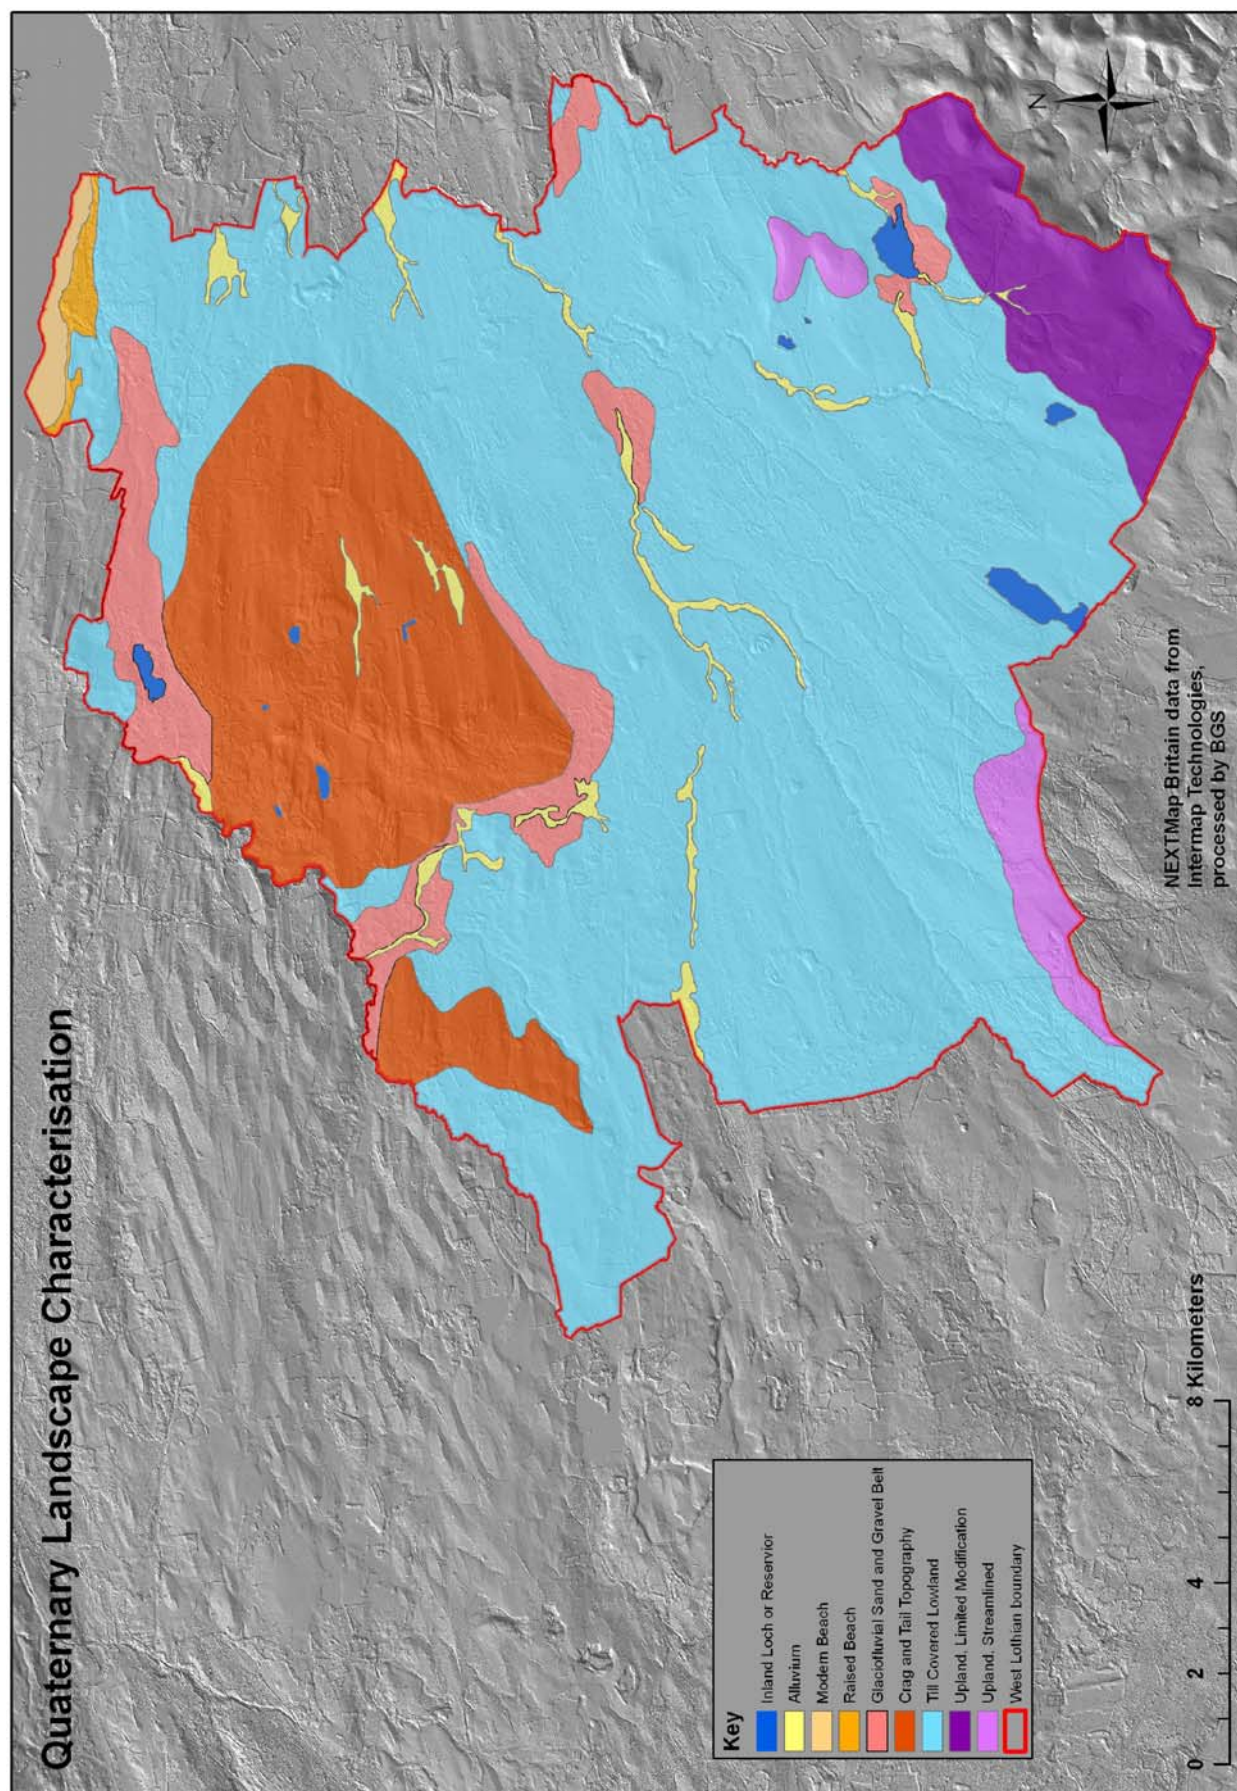 Quaternary Landscape Characterisation
N
NEXTMap Britain data from
Intermap Technologies,
processed by BGS
Key
Inland Loch or Reservior
Alluvium
Modern Beach
Raised Beach
Glaciofluvial Sand and Gravel Belt
Crag and Tail Topography
Till Covered Lowland
Upland, Limited Modification
Upland, Streamlined
West Lothian boundary
0 2 4 8 Kilometers